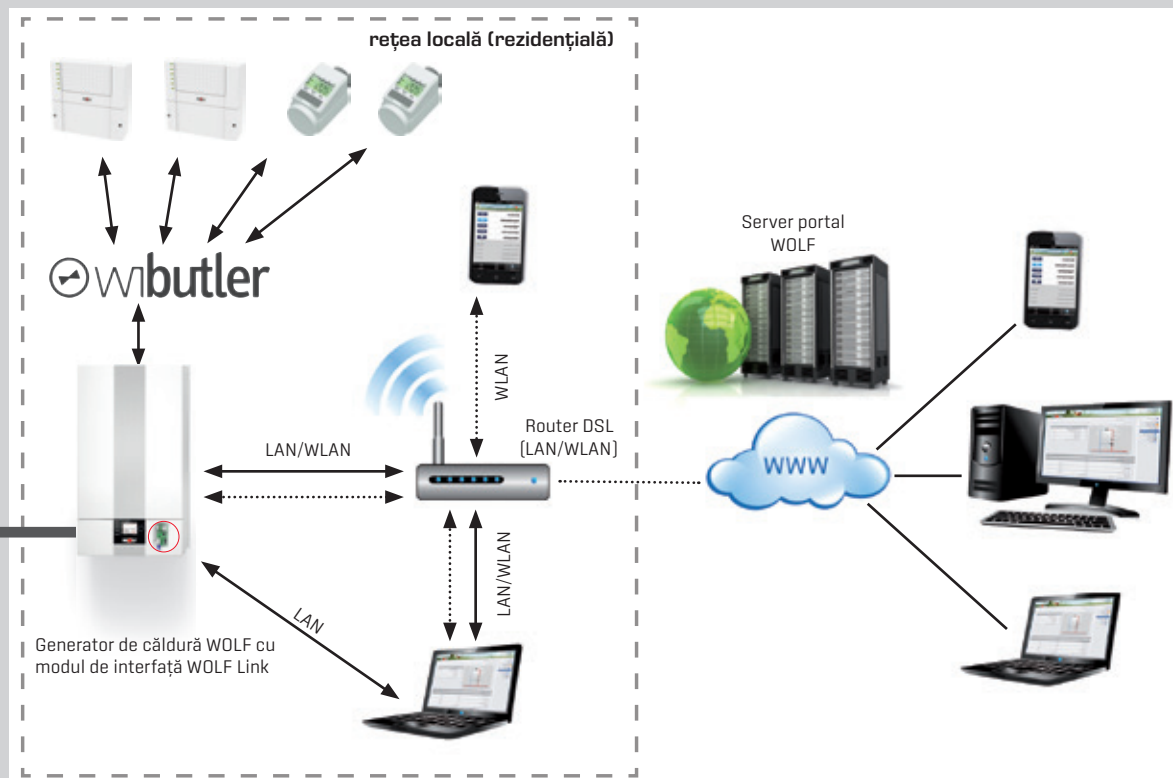 rețea locală (rezidențială)
wibutler
Server portal
WOLF
WLAN
Router DSL
(LAN/WLAN)
LAN/WLAN
WWW
LAN/WLAN
LAN
Generator de căldură WOLF cu
modul de interfață WOLF Link